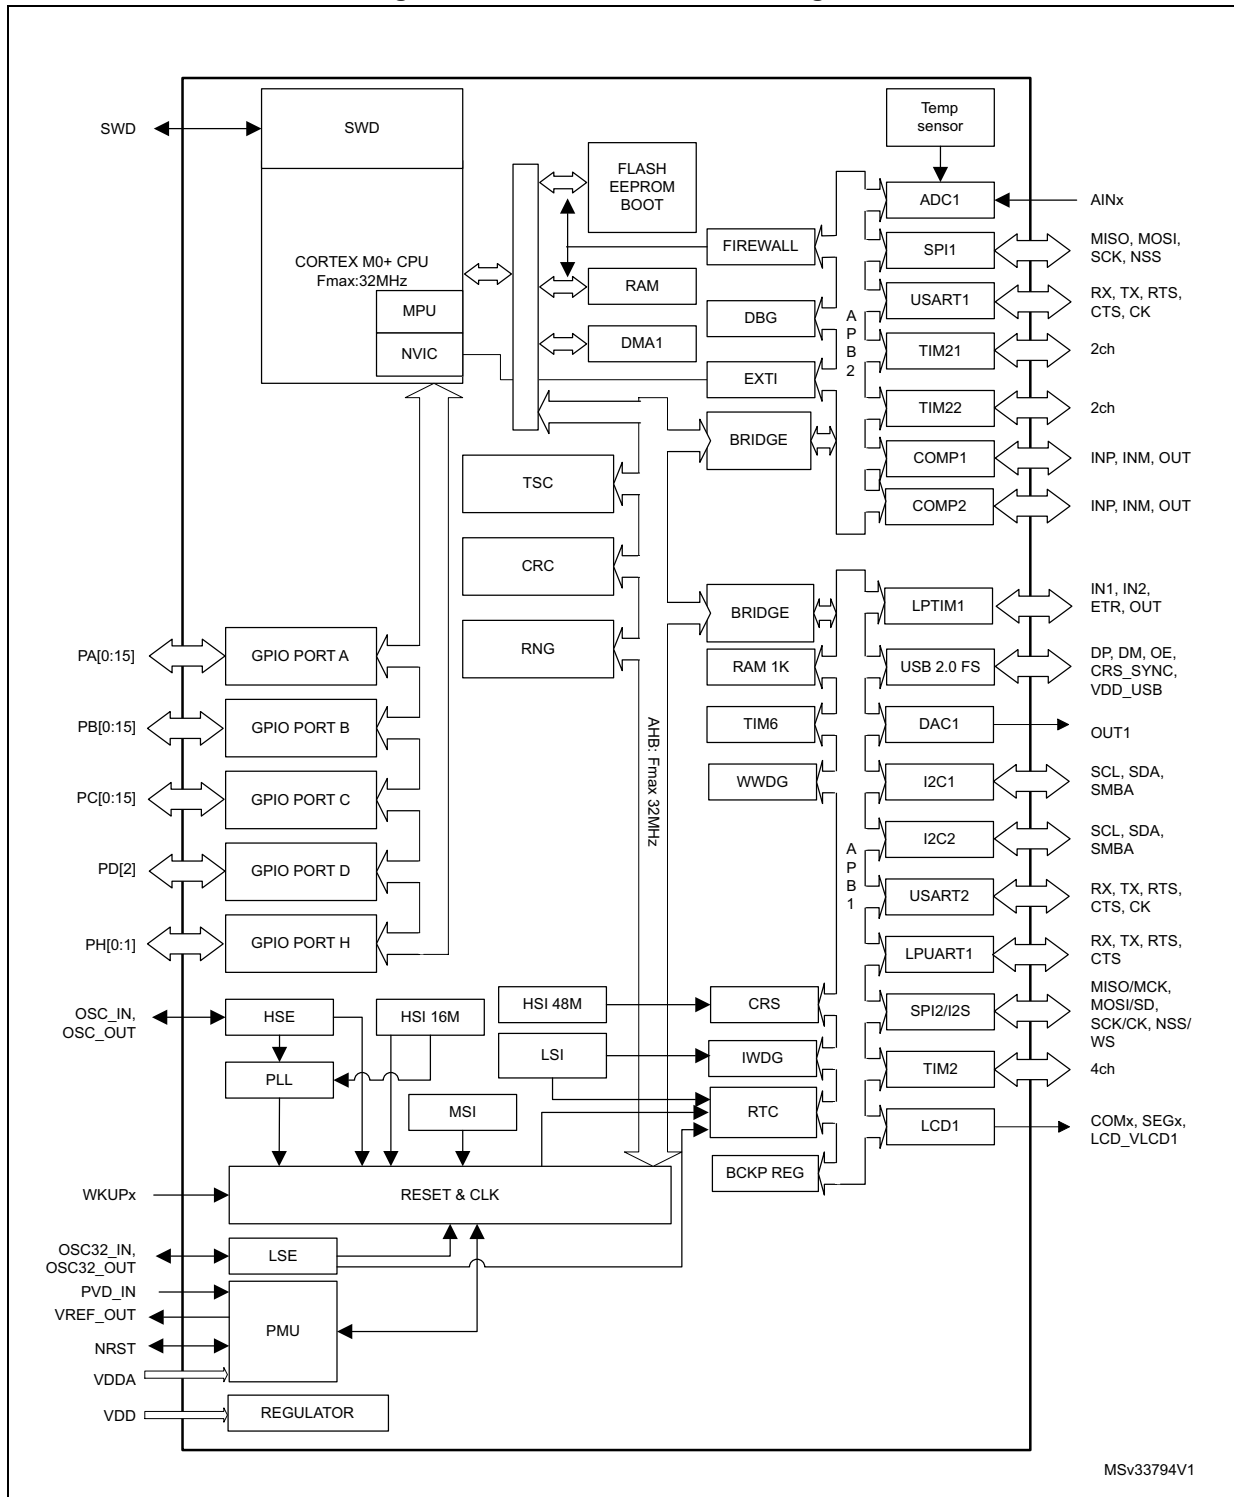 SWD
SWD
CORTEX M0+ CPU
Fmax:32MHz
MPU
NVIC
FLASH
EEPROM
BOOT
RAM
DMA1
FIREWALL
DBG
EXTI
BRIDGE
A
P
B
2
Temp
sensor
ADC1
AINx
SPI1
MISO, MOSI,
SCK, NSS
USART1
RX, TX, RTS,
CTS, CK
TIM21
2ch
TIM22
2ch
COMP1
INP, INM, OUT
COMP2
INP, INM, OUT
TSC
CRC
RNG
AHB: Fmax 32MHz
PA[0:15]
GPIO PORT A
PB[0:15]
GPIO PORT B
PC[0:15]
GPIO PORT C
PD[2]
GPIO PORT D
PH[0:1]
GPIO PORT H
BRIDGE
RAM 1K
TIM6
WWDG
A
P
B
1
LPTIM1
IN1, IN2,
ETR, OUT
USB 2.0 FS
DP, DM, OE,
CRS_SYNC,
VDD_USB
DAC1
OUT1
I2C1
SCL, SDA,
SMBA
I2C2
SCL, SDA,
SMBA
USART2
RX, TX, RTS,
CTS, CK
LPUART1
RX, TX, RTS,
CTS
SPI2/I2S
MISO/MCK,
MOSI/SD,
SCK/CK, NSS/
WS
TIM2
4ch
LCD1
COMx, SEGx,
LCD_VLCD1
OSC_IN,
OSC_OUT
HSE
HSI 16M
HSI 48M
CRS
LSI
IWDG
PLL
MSI
RTC
BCKP REG
WKUPx
RESET & CLK
OSC32_IN,
OSC32_OUT
LSE
PVD_IN
VREF_OUT
NRST
VDDA
PMU
VDD
REGULATOR
MSv33794V1